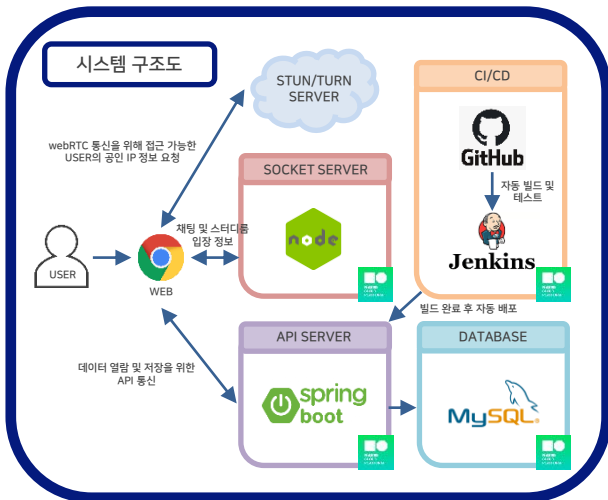 시스템 구조도
STUN/TURN
SERVER
CI/CD
GitHub
webRTC 통신을 위해 접근 가능한
USER의 공인 IP 정보 요청
SOCKET SERVER
자동 빌드 및
테스트
채팅 및 스터디룸
입장 정보
node
Jenkins
USER
WEB
빌드 완료 후 자동 배포
API SERVER
DATABASE
데이터 열람 및 저장을 위한
API 통신
spring
boot
MySQL